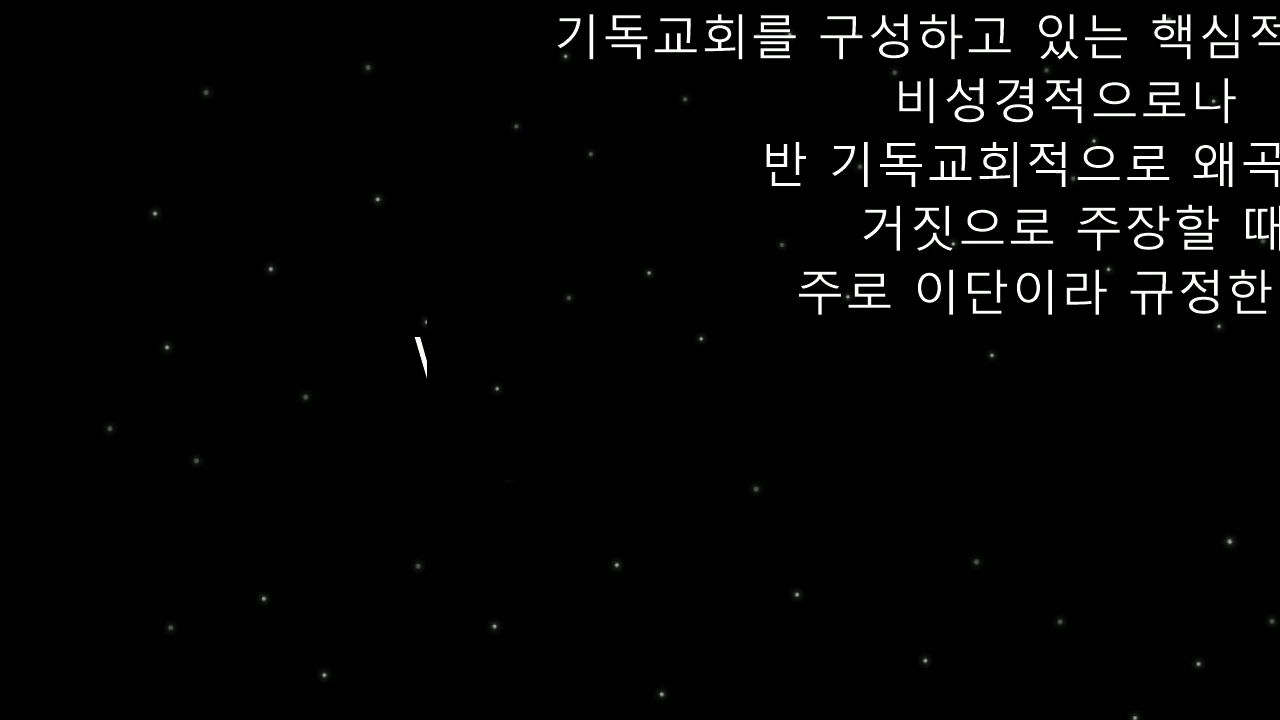 기독교회를 구성하고 있는 핵심적
비성경적으로나
반 기독교회적으로 왜곡
거짓으로 주장할 때
주로 이단이라 규정한